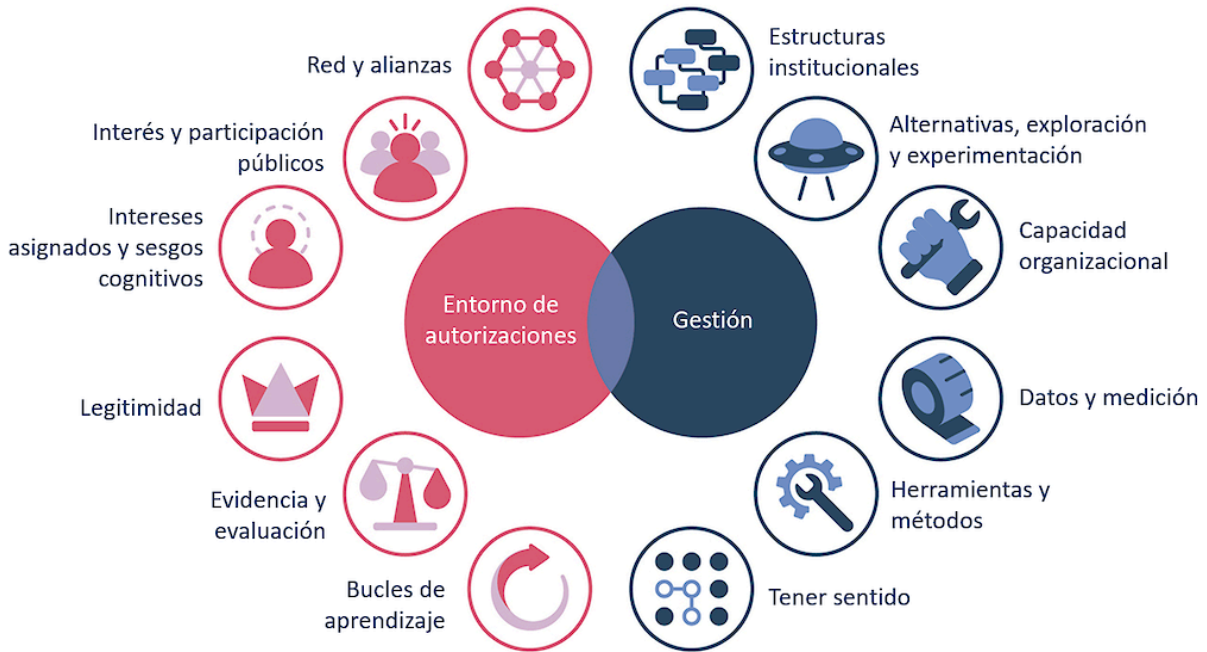 Red y alianzas
Interés y participación
públicos
Intereses
asignados y sesgos
cognitivos
Legitimidad
Evidencia y
evaluación
Bucles de
aprendizaje
Entorno de
autorizaciones
Gestión
Estructuras
institucionales
Alternativas, exploración
y experimentación
Capacidad
organizacional
Datos y medición
Herramientas y
métodos
Tener sentido